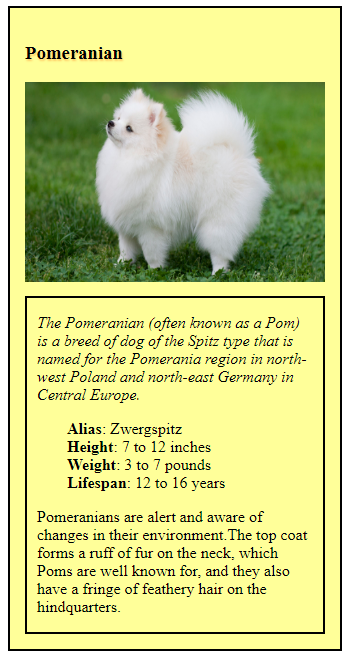 Pomeranian
The Pomeranian (often known as a Pom)
is a breed of dog of the Spitz type that is
named for the Pomerania region in north-
west Poland and north-east Germany in
Central Europe.
Alias: Zwergspitz
Height: 7 to 12 inches
Weight: 3 to 7 pounds
Lifespan: 12 to 16 years
Pomeranians are alert and aware of
changes in their environment.The top coat
forms a ruff of fur on the neck, which
Poms are well known for, and they also
have a fringe of feathery hair on the
hindquarters.